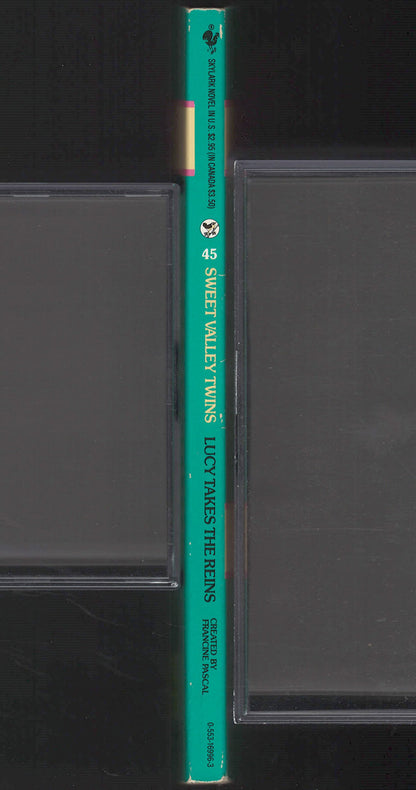 SKYLARK NOVEL IN U.S. $2.95 (IN CANADA $3.50)
45
SWEET VALLEY TWINS
LUCY TAKES THE REINS
CREATED BY
FRANCINE PASCAL
0-553-16996-3